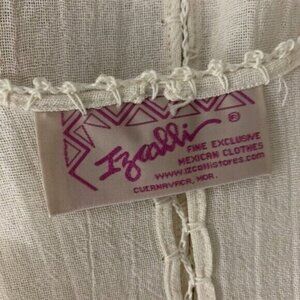 Izcalli ®
FINE EXCLUSIVE
MEXICAN CLOTHES
www.izcallistores.com
CUERNAVACA, MOR.